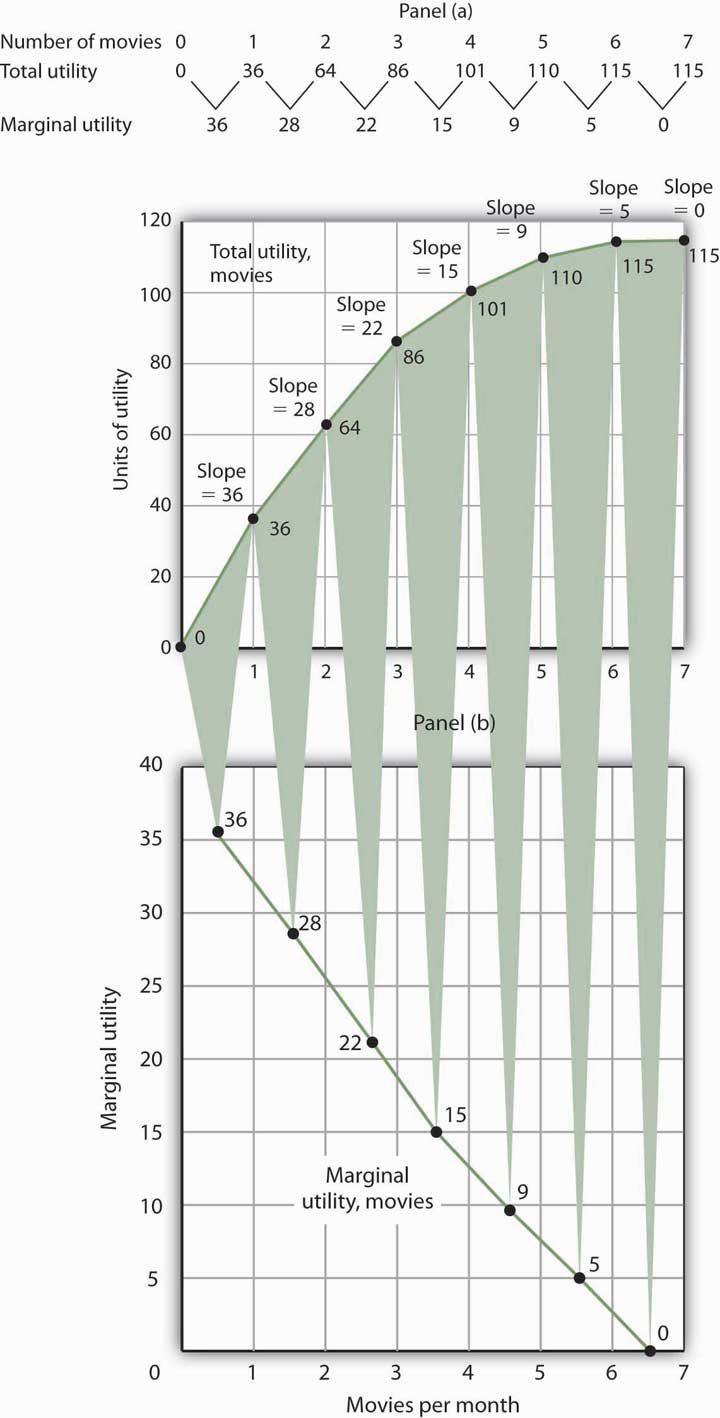 Panel (a)
Number of movies 0 1 2 3 4 5 6 7
Total utility 0 36 64 86 101 110 115 115
Marginal utility 36 28 22 15 9 5 0
Slope = 0
Slope = 5
Slope = 9
Slope = 15
Slope = 22
Slope = 28
Slope = 36
Total utility,
movies
120
100
80
60
40
20
0
Units of utility
0
36
64
86
101
110
115
115
1 2 3 4 5 6 7
Panel (b)
40
35
30
25
20
15
10
5
Marginal utility
36
28
22
15
9
5
0
Marginal
utility, movies
0 1 2 3 4 5 6 7
Movies per month